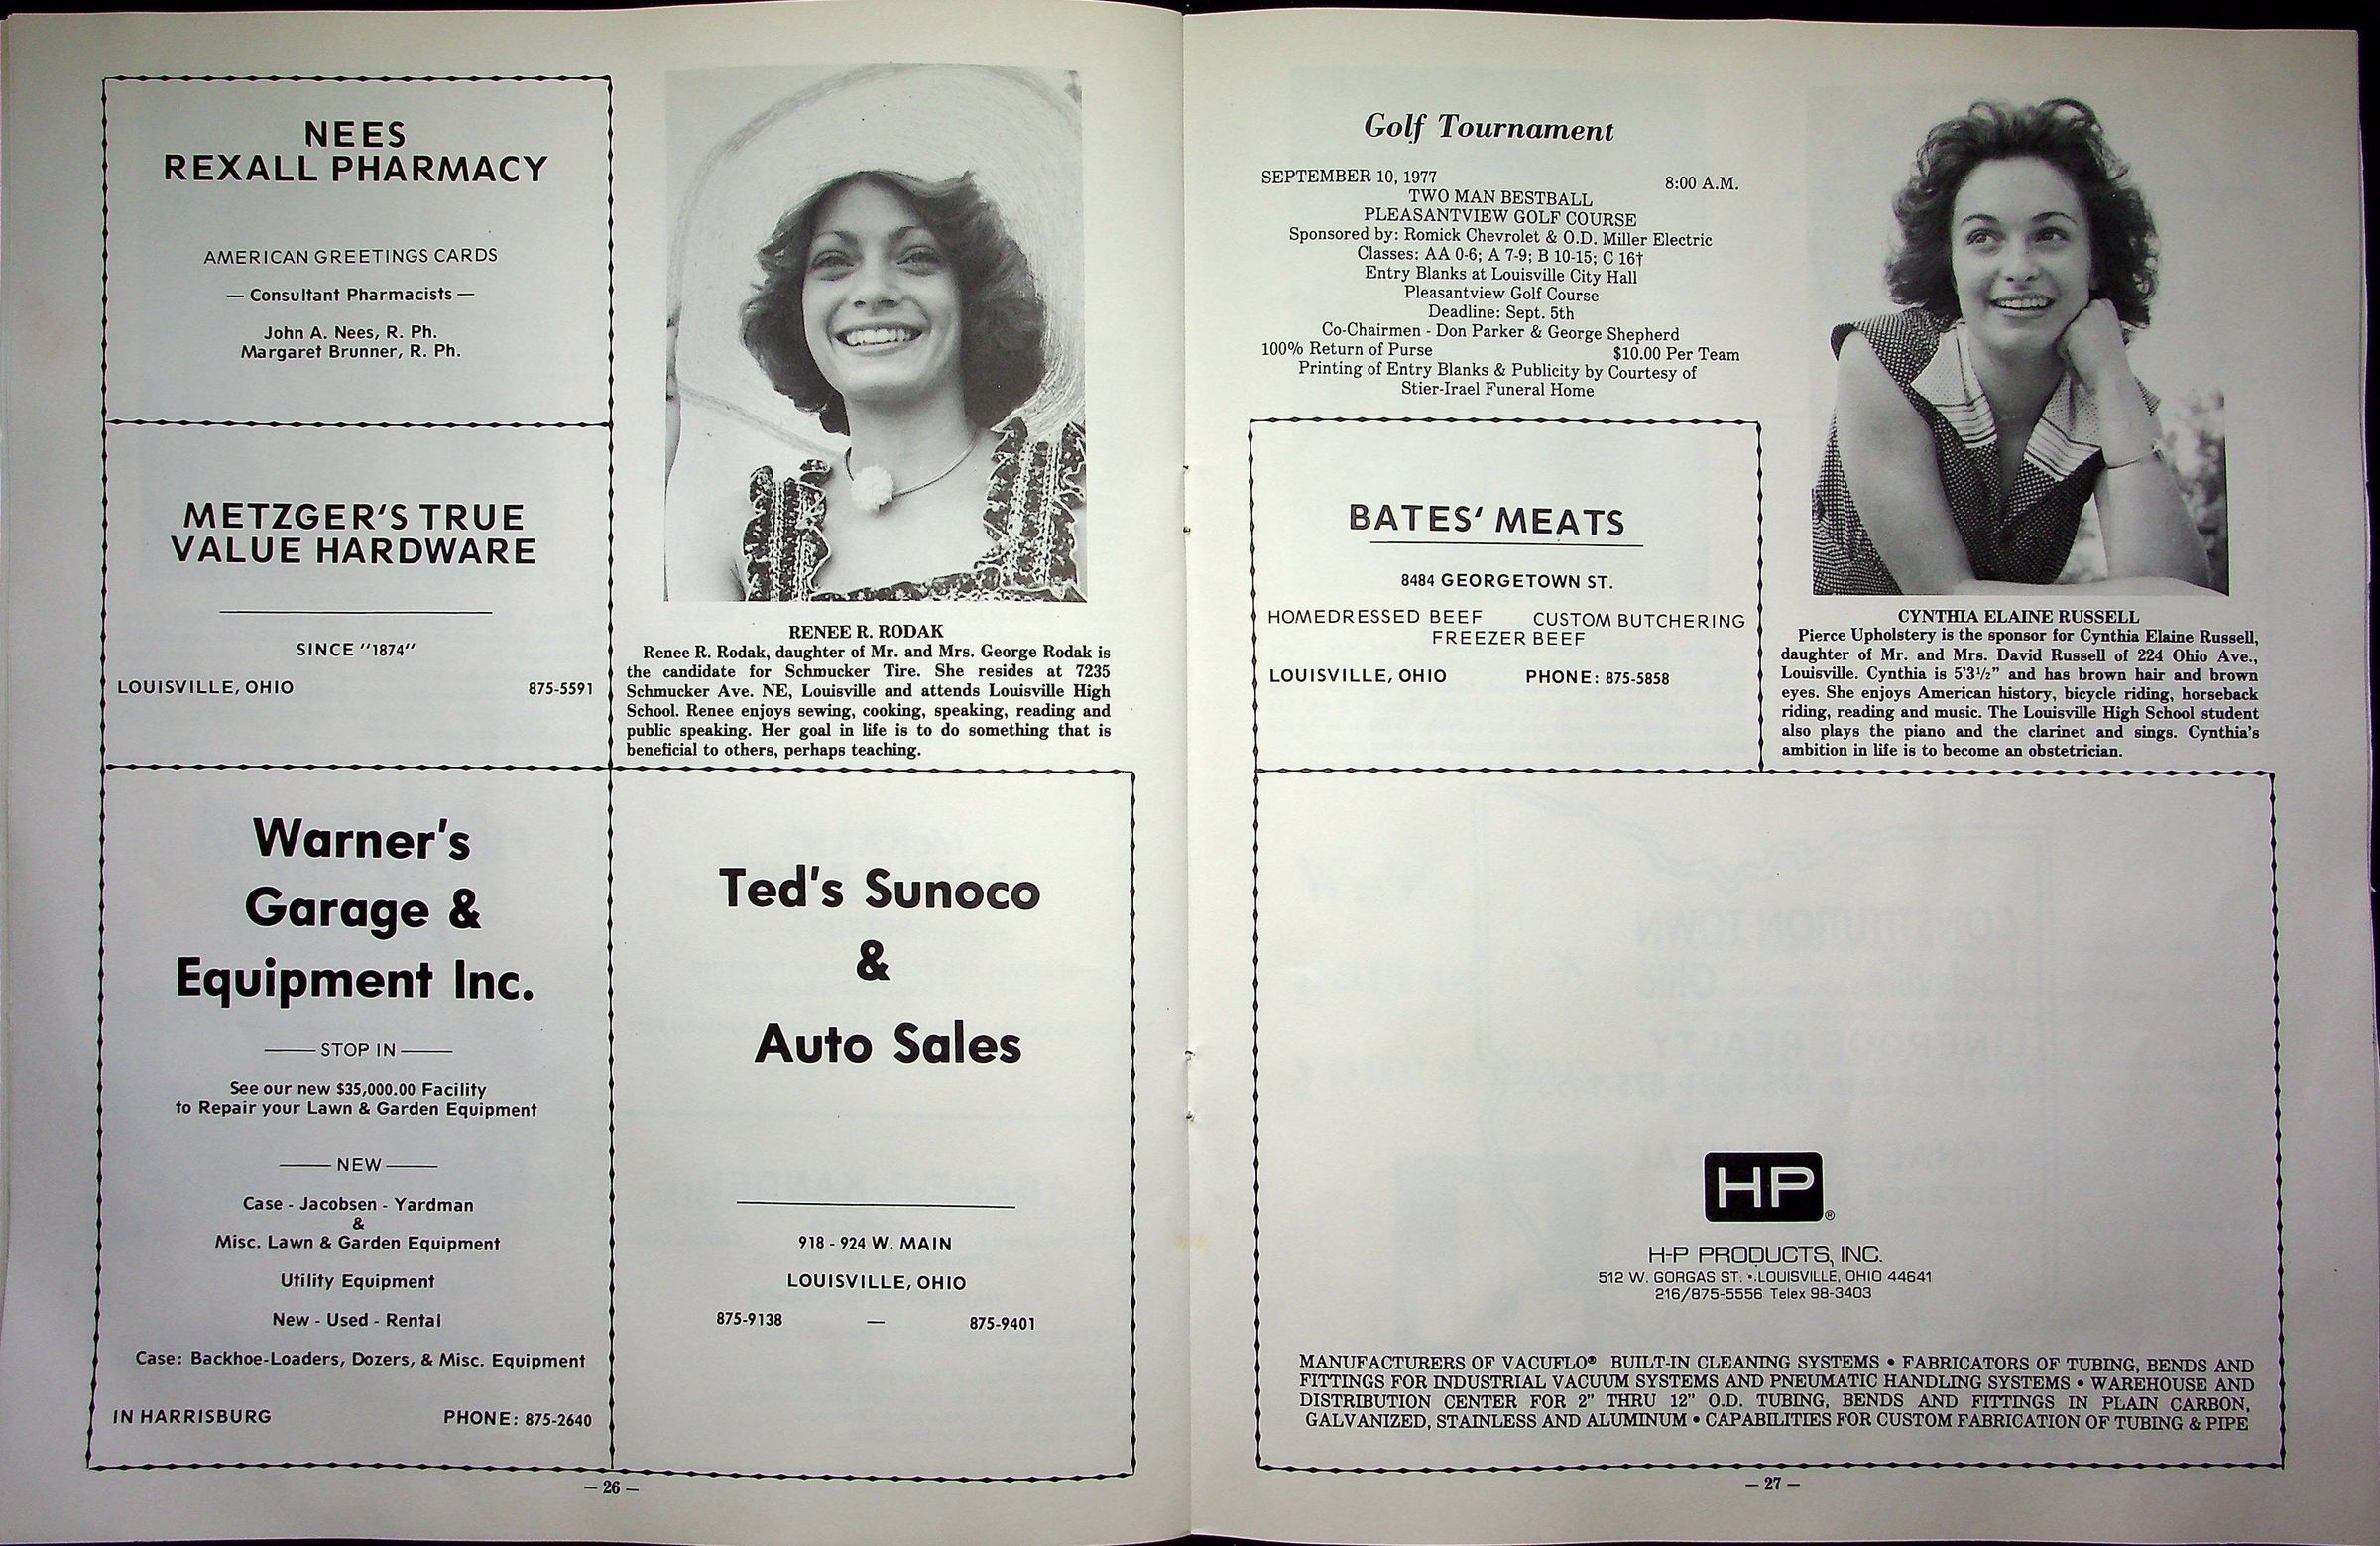 NEES
REXALL PHARMACY
AMERICAN GREETINGS CARDS
— Consultant Pharmacists —
John A. Nees, R. Ph.
Margaret Brunner, R. Ph.
METZGER'S TRUE
VALUE HARDWARE
SINCE "1874"
LOUISVILLE, OHIO 875-5591
RENEE R. RODAK
Renee R. Rodak, daughter of Mr. and Mrs. George Rodak is
the candidate for Schmucker Tire. She resides at 7235
Schmucker Ave. NE, Louisville and attends Louisville High
School. Renee enjoys sewing, cooking, speaking, reading and
public speaking. Her goal in life is to do something that is
beneficial to others, perhaps teaching.
Warner's
Garage &
Equipment Inc.
STOP IN
See our new $35,000.00 Facility
to Repair your Lawn & Garden Equipment
NEW
Case - Jacobsen - Yardman
&
Misc. Lawn & Garden Equipment
Utility Equipment
New - Used - Rental
Case: Backhoe-Loaders, Dozers, & Misc. Equipment
IN HARRISBURG PHONE: 875-2640
Ted's Sunoco
&
Auto Sales
918 - 924 W. MAIN
LOUISVILLE, OHIO
875-9138 — 875-9401
— 26 —
Golf Tournament
SEPTEMBER 10, 1977 8:00 A.M.
TWO MAN BESTBALL
PLEASANTVIEW GOLF COURSE
Sponsored by: Romick Chevrolet & O.D. Miller Electric
Classes: AA 0-6; A 7-9; B 10-15; C 16†
Entry Blanks at Louisville City Hall
Pleasantview Golf Course
Deadline: Sept. 5th
Co-Chairmen - Don Parker & George Shepherd
100% Return of Purse $10.00 Per Team
Printing of Entry Blanks & Publicity by Courtesy of
Stier-Irael Funeral Home
BATES' MEATS
8484 GEORGETOWN ST.
HOMEDRESSED BEEF CUSTOM BUTCHERING
FREEZER BEEF
LOUISVILLE, OHIO PHONE: 875-5858
CYNTHIA ELAINE RUSSELL
Pierce Upholstery is the sponsor for Cynthia Elaine Russell,
daughter of Mr. and Mrs. David Russell of 224 Ohio Ave.,
Louisville. Cynthia is 5'3½" and has brown hair and brown
eyes. She enjoys American history, bicycle riding, horseback
riding, reading and music. The Louisville High School student
also plays the piano and the clarinet and sings. Cynthia's
ambition in life is to become an obstetrician.
HP®
H-P PRODUCTS, INC.
512 W. GORGAS ST. • LOUISVILLE, OHIO 44641
216/875-5556 Telex 98-3403
MANUFACTURERS OF VACUFLO® BUILT-IN CLEANING SYSTEMS • FABRICATORS OF TUBING, BENDS AND
FITTINGS FOR INDUSTRIAL VACUUM SYSTEMS AND PNEUMATIC HANDLING SYSTEMS • WAREHOUSE AND
DISTRIBUTION CENTER FOR 2" THRU 12" O.D. TUBING, BENDS AND FITTINGS IN PLAIN CARBON,
GALVANIZED, STAINLESS AND ALUMINUM • CAPABILITIES FOR CUSTOM FABRICATION OF TUBING & PIPE
— 27 —